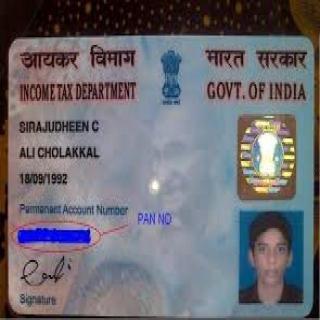 आयकर विभाग
भारत सरकार
INCOME TAX DEPARTMENT
GOVT. OF INDIA
SIRAJUDHEEN C
ALI CHOLAKKAL
18/09/1992
Permanent Account Number
PAN NO
Signature